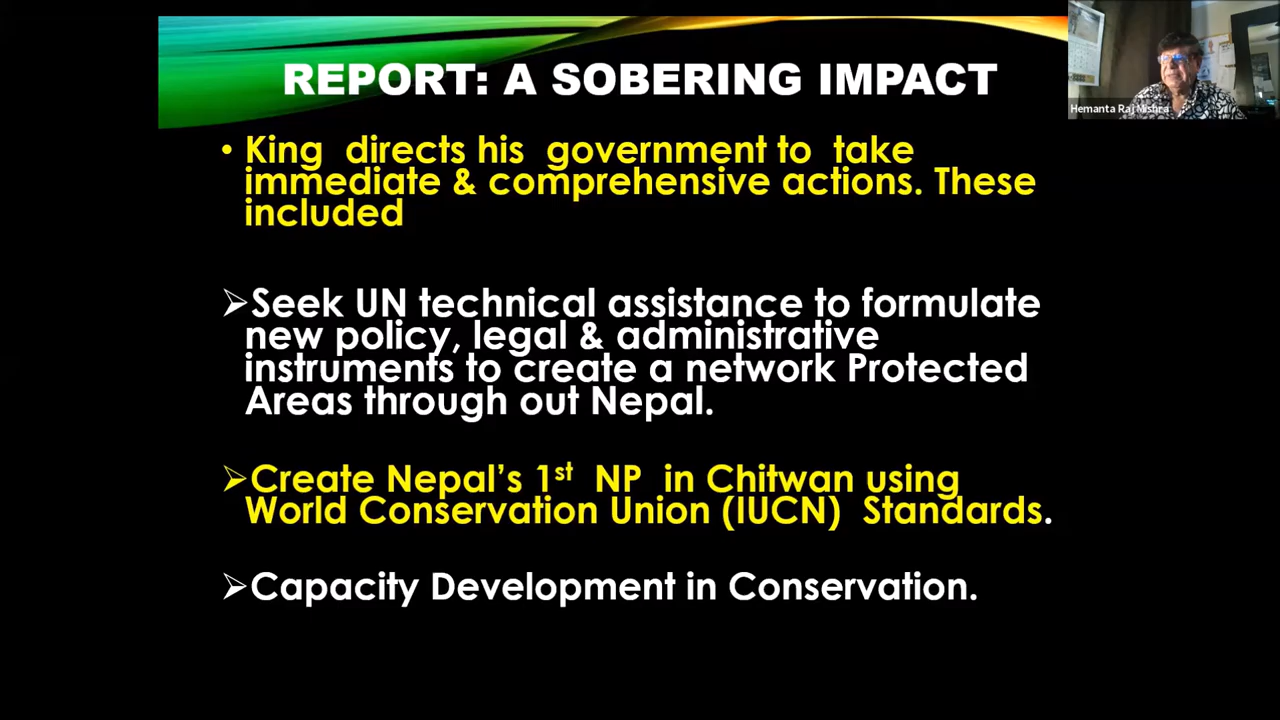 REPORT: A SOBERING IMPACT
Hemanta Raj Mishra
• King directs his government to take
immediate & comprehensive actions. These
included
➢Seek UN technical assistance to formulate
new policy, legal & administrative
instruments to create a network Protected
Areas through out Nepal.
➢Create Nepal’s 1st NP in Chitwan using
World Conservation Union (IUCN) Standards.
➢Capacity Development in Conservation.